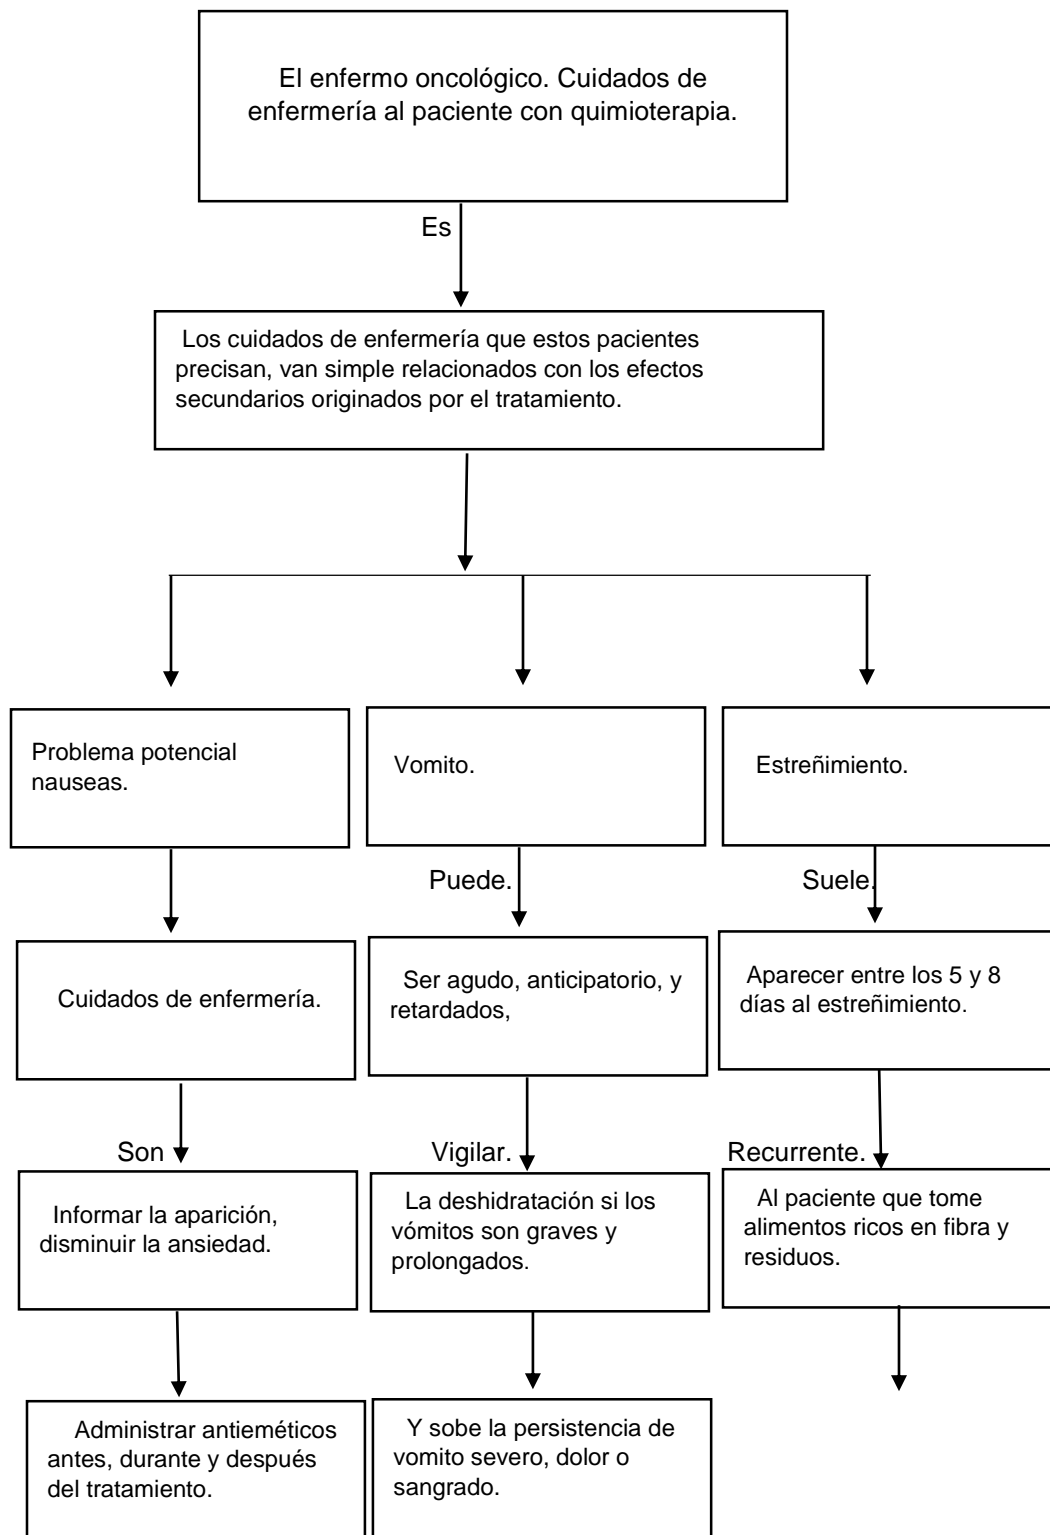 El enfermo oncológico. Cuidados de
enfermería al paciente con quimioterapia.
Es
Los cuidados de enfermería que estos pacientes
precisan, van simple relacionados con los efectos
secundarios originados por el tratamiento.
Problema potencial
nauseas.
Vomito.
Estreñimiento.
Puede.
Suele.
Cuidados de enfermería.
Ser agudo, anticipatorio, y
retardados,
Aparecer entre los 5 y 8
días al estreñimiento.
Son
Vigilar.
Recurrente.
Informar la aparición,
disminuir la ansiedad.
La deshidratación si los
vómitos son graves y
prolongados.
Al paciente que tome
alimentos ricos en fibra y
residuos.
Administrar antieméticos
antes, durante y después
del tratamiento.
Y sobe la persistencia de
vomito severo, dolor o
sangrado.